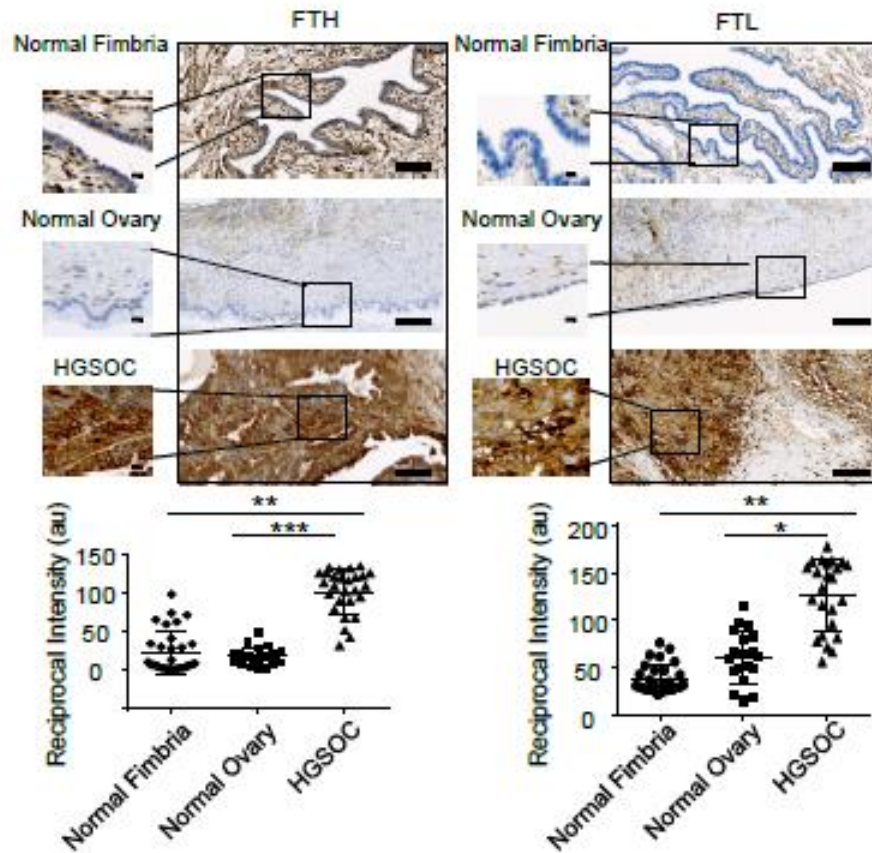 FTH
Normal Fimbria
Normal Ovary
HGSOC
**
***
Reciprocal Intensity (au)
150
100
50
0
Normal Fimbria
Normal Ovary
HGSOC
FTL
Normal Fimbria
Normal Ovary
HGSOC
**
*
Reciprocal Intensity (au)
200
150
100
50
0
Normal Fimbria
Normal Ovary
HGSOC